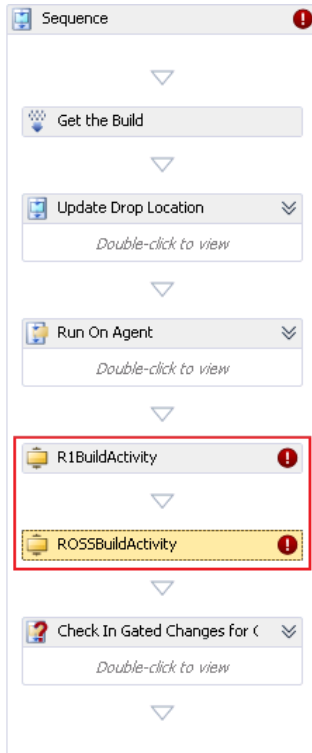 Sequence
Get the Build
Update Drop Location
Double-click to view
Run On Agent
Double-click to view
R1BuildActivity
ROSSBuildActivity
Check In Gated Changes for (
Double-click to view